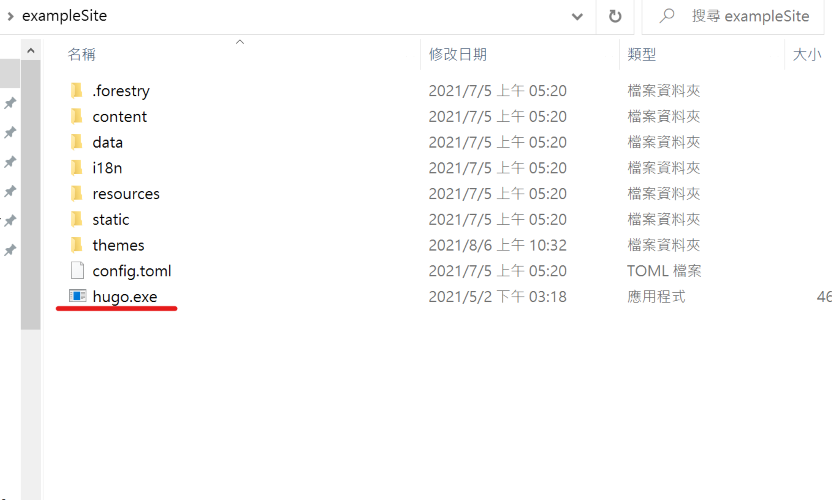 exampleSite 搜尋 exampleSite
名稱 修改日期 類型 大小
.forestry 2021/7/5 上午 05:20 檔案資料夾
content 2021/7/5 上午 05:20 檔案資料夾
data 2021/7/5 上午 05:20 檔案資料夾
i18n 2021/7/5 上午 05:20 檔案資料夾
resources 2021/7/5 上午 05:20 檔案資料夾
static 2021/7/5 上午 05:20 檔案資料夾
themes 2021/8/6 上午 10:32 檔案資料夾
config.toml 2021/7/5 上午 05:20 TOML 檔案
hugo.exe 2021/5/2 下午 03:18 應用程式 46